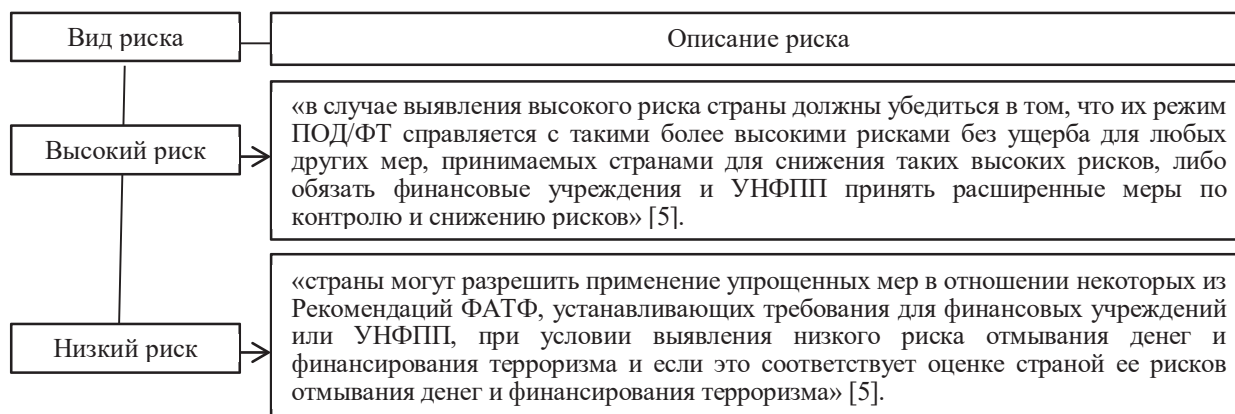 Вид риска
Описание риска
Высокий риск
«в случае выявления высокого риска страны должны убедиться в том, что их режим
ПОД/ФТ справляется с такими более высокими рисками без ущерба для любых
других мер, принимаемых странами для снижения таких высоких рисков, либо
обязать финансовые учреждения и УНФПП принять расширенные меры по
контролю и снижению рисков» [5].
Низкий риск
«страны могут разрешить применение упрощенных мер в отношении некоторых из
Рекомендаций ФАТФ, устанавливающих требования для финансовых учреждений
или УНФПП, при условии выявления низкого риска отмывания денег и
финансирования терроризма и если это соответствует оценке страной ее рисков
отмывания денег и финансирования терроризма» [5].